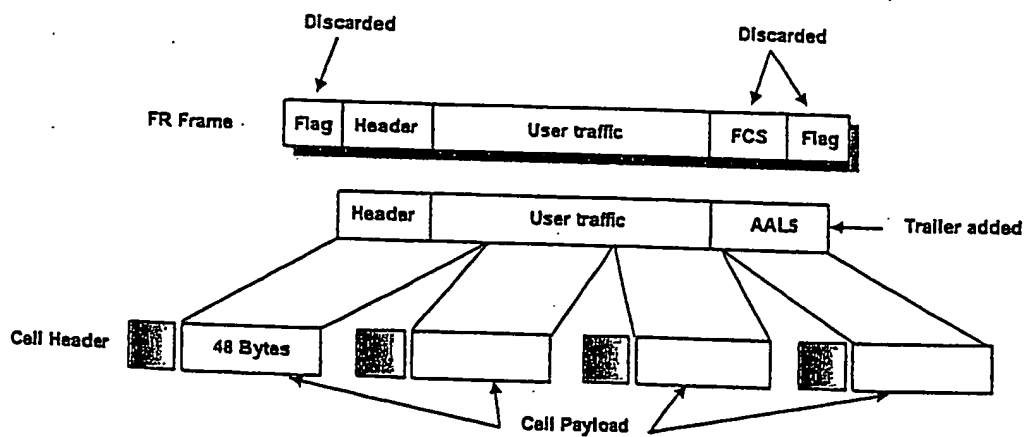 Discarded
Discarded
FR Frame
Flag Header User traffic FCS Flag
Header User traffic AAL5
Trailer added
Cell Header
48 Bytes
Cell Payload